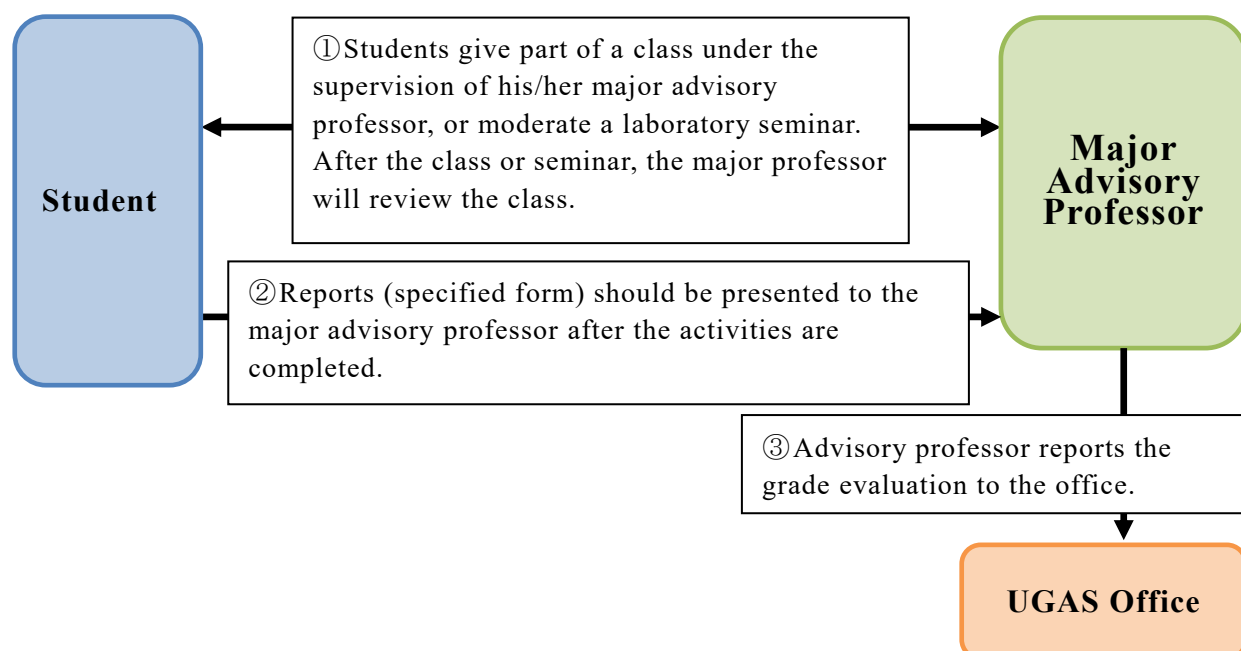 Student
①Students give part of a class under the
supervision of his/her major advisory
professor, or moderate a laboratory seminar.
After the class or seminar, the major professor
will review the class.
Major
Advisory
Professor
②Reports (specified form) should be presented to the
major advisory professor after the activities are
completed.
③Advisory professor reports the
grade evaluation to the office.
UGAS Office